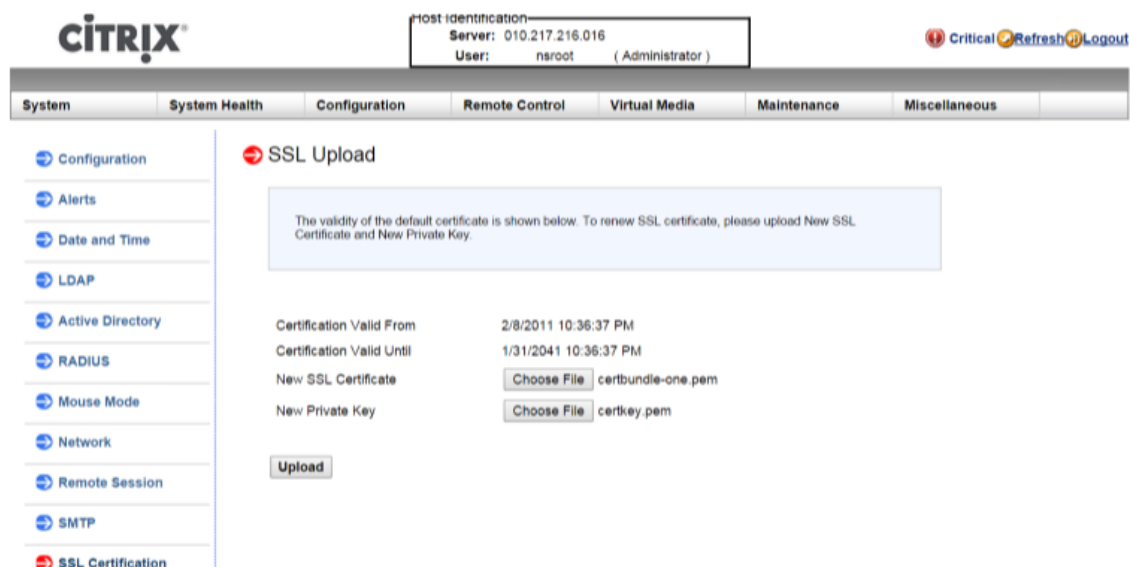 CİTRIX
Host Identification
Server: 010.217.216.016
User: nsroot ( Administrator )
Critical Refresh Logout
System System Health Configuration Remote Control Virtual Media Maintenance Miscellaneous
Configuration
Alerts
Date and Time
LDAP
Active Directory
RADIUS
Mouse Mode
Network
Remote Session
SMTP
SSL Certification
SSL Upload
The validity of the default certificate is shown below. To renew SSL certificate, please upload New SSL
Certificate and New Private Key.
Certification Valid From 2/8/2011 10:36:37 PM
Certification Valid Until 1/31/2041 10:36:37 PM
New SSL Certificate Choose File certbundle-one.pem
New Private Key Choose File certkey.pem
Upload